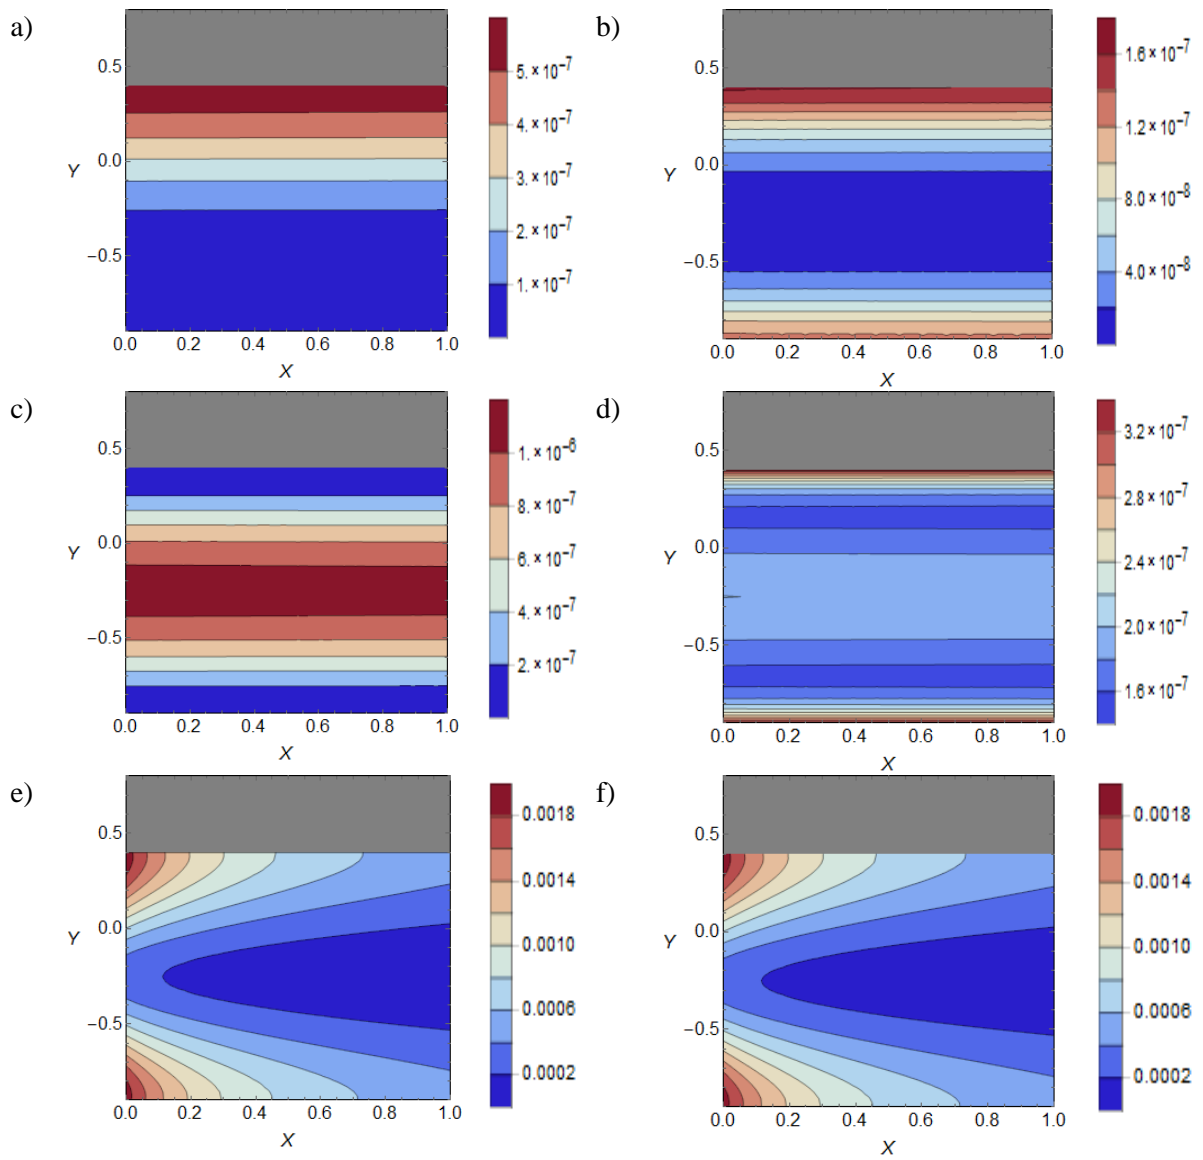 a)
0.5
0.0
−0.5
Y
0.0 0.2 0.4 0.6 0.8 1.0
X
5.×10⁻⁷
4.×10⁻⁷
3.×10⁻⁷
2.×10⁻⁷
1.×10⁻⁷
b)
0.5
0.0
−0.5
Y
0.0 0.2 0.4 0.6 0.8 1.0
X
1.6×10⁻⁷
1.2×10⁻⁷
8.0×10⁻⁸
4.0×10⁻⁸
c)
0.5
0.0
−0.5
Y
0.0 0.2 0.4 0.6 0.8 1.0
X
1.×10⁻⁶
8.×10⁻⁷
6.×10⁻⁷
4.×10⁻⁷
2.×10⁻⁷
d)
0.5
0.0
−0.5
Y
0.0 0.2 0.4 0.6 0.8 1.0
X
3.2×10⁻⁷
2.8×10⁻⁷
2.4×10⁻⁷
2.0×10⁻⁷
1.6×10⁻⁷
e)
0.5
0.0
−0.5
Y
0.0 0.2 0.4 0.6 0.8 1.0
X
0.0018
0.0014
0.0010
0.0006
0.0002
f)
0.5
0.0
−0.5
Y
0.0 0.2 0.4 0.6 0.8 1.0
X
0.0018
0.0014
0.0010
0.0006
0.0002